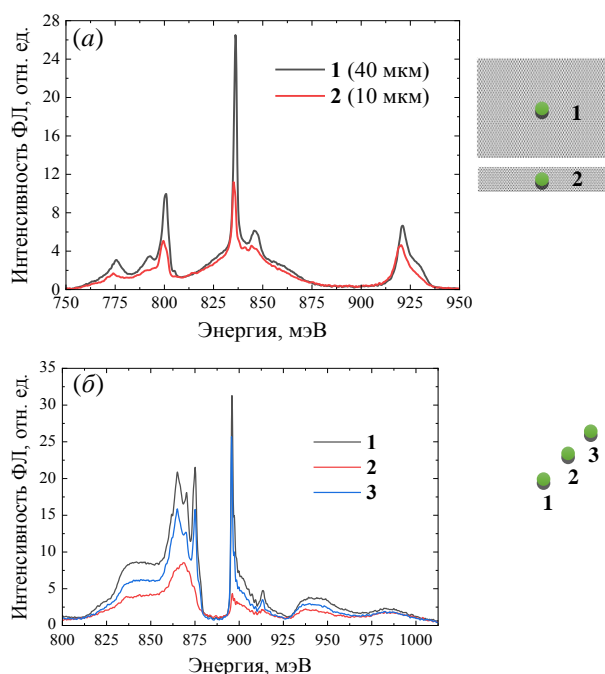 (а)
28
24
20
16
12
8
4
0
Интенсивность ФЛ, отн. ед.
1 (40 мкм)
2 (10 мкм)
750 775 800 825 850 875 900 925 950
Энергия, мэВ
1
2
(б)
35
30
25
20
15
10
5
0
Интенсивность ФЛ, отн. ед.
1
2
3
800 825 850 875 900 925 950 975 1000
Энергия, мэВ
3
2
1